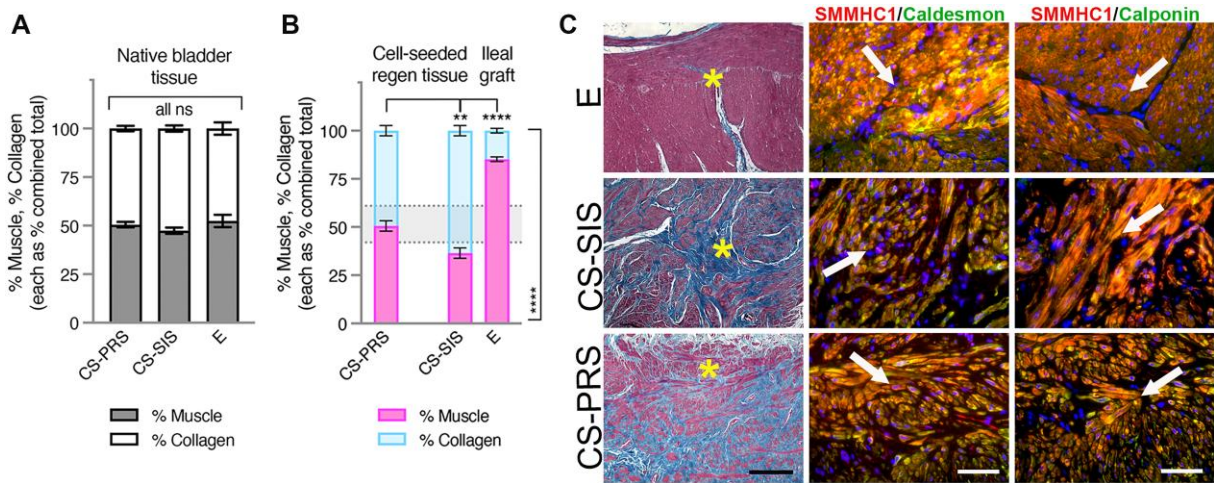 A
Native bladder
tissue
all ns
% Muscle, % Collagen
(each as % combined total)
100
75
50
25
0
CS-PRS
CS-SIS
E
% Muscle
% Collagen
B
Cell-seeded
regen tissue
Ileal
graft
** ****
% Muscle, % Collagen
(each as % combined total)
100
75
50
25
0
****
CS-PRS
CS-SIS
E
% Muscle
% Collagen
C
SMMHC1/Caldesmon
SMMHC1/Calponin
E
*
CS-SIS
*
CS-PRS
*